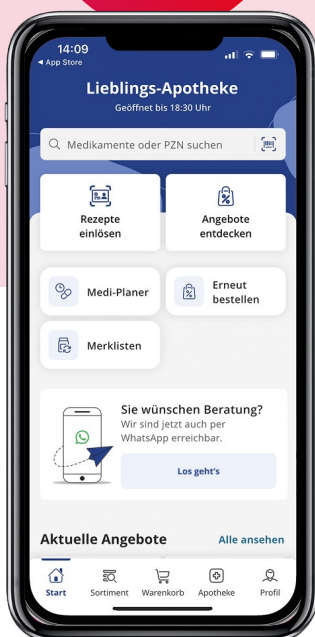 14:09
◀ App Store
Lieblings-Apotheke
Geöffnet bis 18:30 Uhr
Medikamente oder PZN suchen
Rezepte
einlösen
Angebote
entdecken
Medi-Planer
Erneut
bestellen
Merklisten
Sie wünschen Beratung?
Wir sind jetzt auch per
WhatsApp erreichbar.
Los geht's
Aktuelle Angebote
Alle ansehen
Start
Sortiment
Warenkorb
Apotheke
Profil